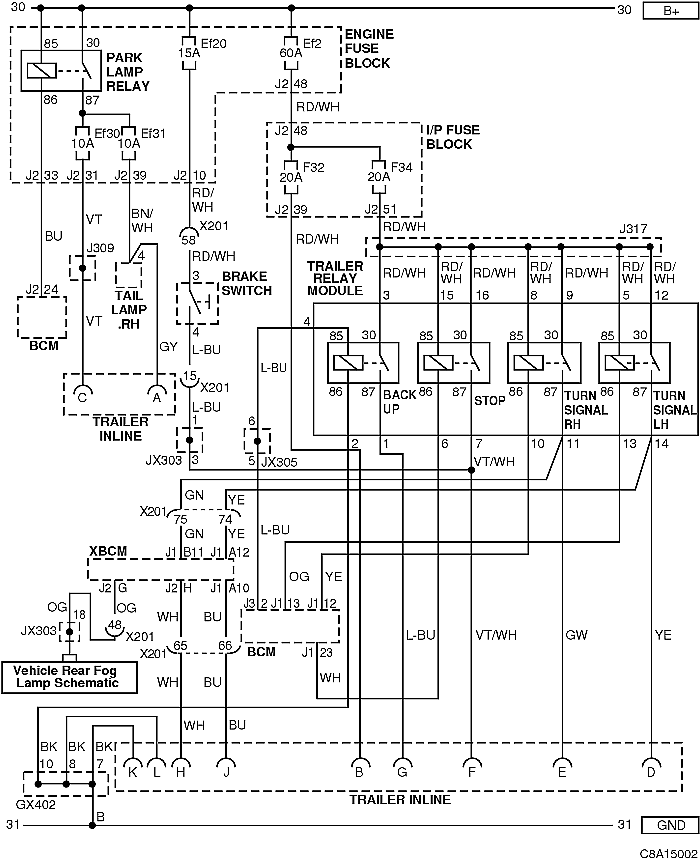 30
30
B+
85
30
PARK
LAMP
RELAY
86
87
Ef20
15A
Ef2
60A
ENGINE
FUSE
BLOCK
J2 48
RD/WH
Ef30
10A
Ef31
10A
J2 48
I/P FUSE
BLOCK
F32
20A
F34
20A
J2 33
J2 31
J2 39
J2 10
RD/
WH
J2 39
J2 51
VT
BN/
WH
X201
58
RD/WH
RD/WH
J317
BU
J309
4
RD/WH
TRAILER
RELAY
MODULE
RD/WH
RD/
WH
RD/WH
RD/
WH
RD/WH
RD/
WH
RD/
WH
J2 24
TAIL
LAMP
.RH
3
BRAKE
SWITCH
3
15
16
8
9
5
12
BCM
VT
4
GY
L-BU
4
85
30
85
30
85
30
85
30
L-BU
15
X201
86
87
86
87
86
87
86
87
C
A
L-BU
BACK
UP
STOP
TURN
SIGNAL
RH
TURN
SIGNAL
LH
TRAILER
INLINE
1
6
JX303
3
5
JX305
2
1
6
7
10
11
13
14
VT/WH
GN
YE
X201
75
74
GN
YE
L-BU
XBCM
J1 B11
J1 A12
J2 G
J2 H
J1 A10
OG
YE
OG
18
OG
J3 2
J1 13
J1 12
JX303
48
X201
WH
BU
X201
65
66
BCM
J1 23
L-BU
VT/WH
GW
YE
Vehicle Rear Fog
Lamp Schematic
WH
BU
WH
WH
BU
BK
BK
BK
10
8
7
K
L
H
J
B
G
F
E
D
GX402
TRAILER INLINE
B
31
31
GND
C8A15002